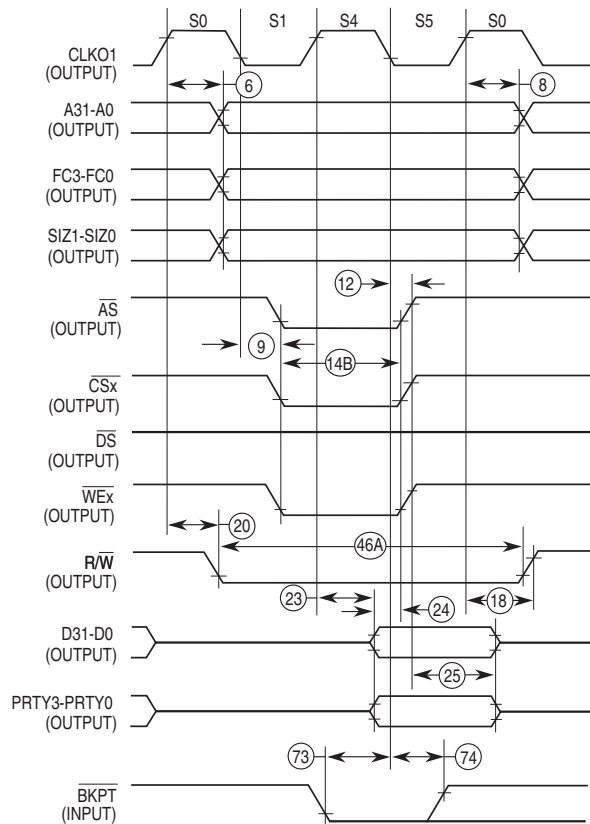 S0 S1 S4 S5 S0
CLKO1
(OUTPUT)
6 8
A31-A0
(OUTPUT)
FC3-FC0
(OUTPUT)
SIZ1-SIZ0
(OUTPUT)
12
AS
(OUTPUT)
9
14B
CSx
(OUTPUT)
DS
(OUTPUT)
WEx
(OUTPUT)
20
46A
R/W
(OUTPUT)
23 24 18
D31-D0
(OUTPUT)
25
PRTY3-PRTY0
(OUTPUT)
73 74
BKPT
(INPUT)